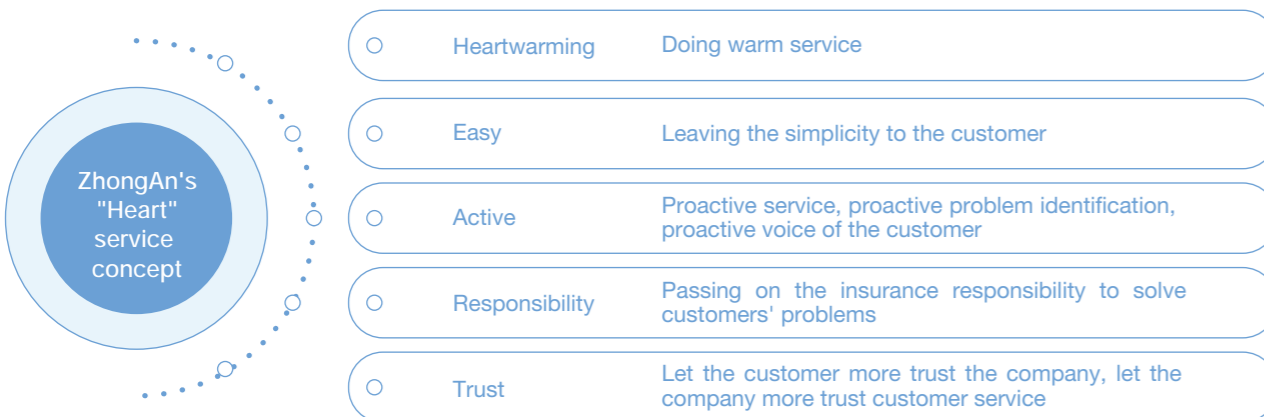 ZhongAn's
"Heart"
service
concept
Heartwarming
Doing warm service
Easy
Leaving the simplicity to the customer
Active
Proactive service, proactive problem identification,
proactive voice of the customer
Responsibility
Passing on the insurance responsibility to solve
customers' problems
Trust
Let the customer more trust the company, let the
company more trust customer service